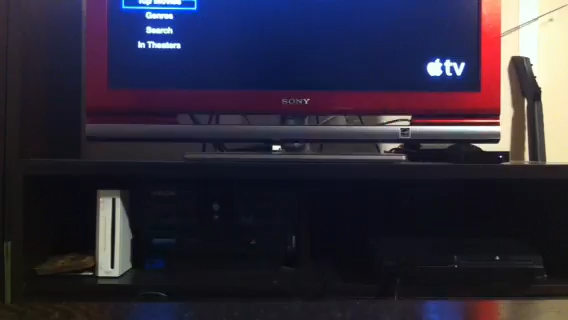 Top Movies
Genres
Search
In Theaters
tv
SONY